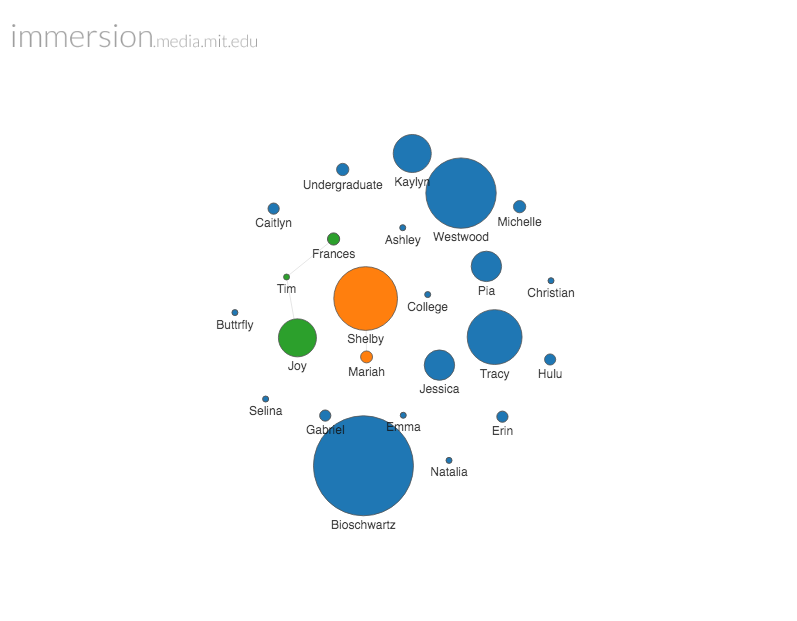 immersion.media.mit.edu
Undergraduate
Kaylyn
Caitlyn
Michelle
Ashley
Westwood
Frances
Tim
Pia
Christian
College
Buttrfly
Shelby
Joy
Mariah
Tracy
Hulu
Jessica
Selina
Gabriel
Emma
Erin
Natalia
Bioschwartz